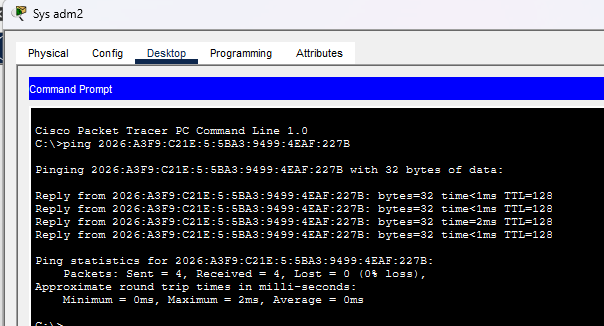 Sys adm2
Physical Config Desktop Programming Attributes
Command Prompt
Cisco Packet Tracer PC Command Line 1.0
C:\>ping 2026:A3F9:C21E:5:5BA3:9499:4EAF:227B
Pinging 2026:A3F9:C21E:5:5BA3:9499:4EAF:227B with 32 bytes of data:
Reply from 2026:A3F9:C21E:5:5BA3:9499:4EAF:227B: bytes=32 time<1ms TTL=128
Reply from 2026:A3F9:C21E:5:5BA3:9499:4EAF:227B: bytes=32 time<1ms TTL=128
Reply from 2026:A3F9:C21E:5:5BA3:9499:4EAF:227B: bytes=32 time=2ms TTL=128
Reply from 2026:A3F9:C21E:5:5BA3:9499:4EAF:227B: bytes=32 time<1ms TTL=128
Ping statistics for 2026:A3F9:C21E:5:5BA3:9499:4EAF:227B:
Packets: Sent = 4, Received = 4, Lost = 0 (0% loss),
Approximate round trip times in milli-seconds:
Minimum = 0ms, Maximum = 2ms, Average = 0ms
C:\>